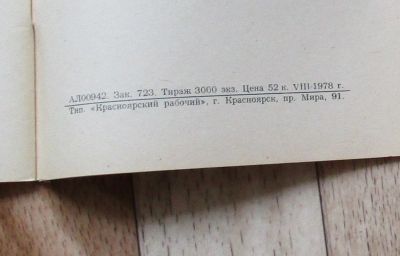 АЛ00942. Зак. 723. Тираж 3000 экз. Цена 52 к. VIII-1978 г.
Тип. «Красноярский рабочий», г. Красноярск, пр. Мира, 91.